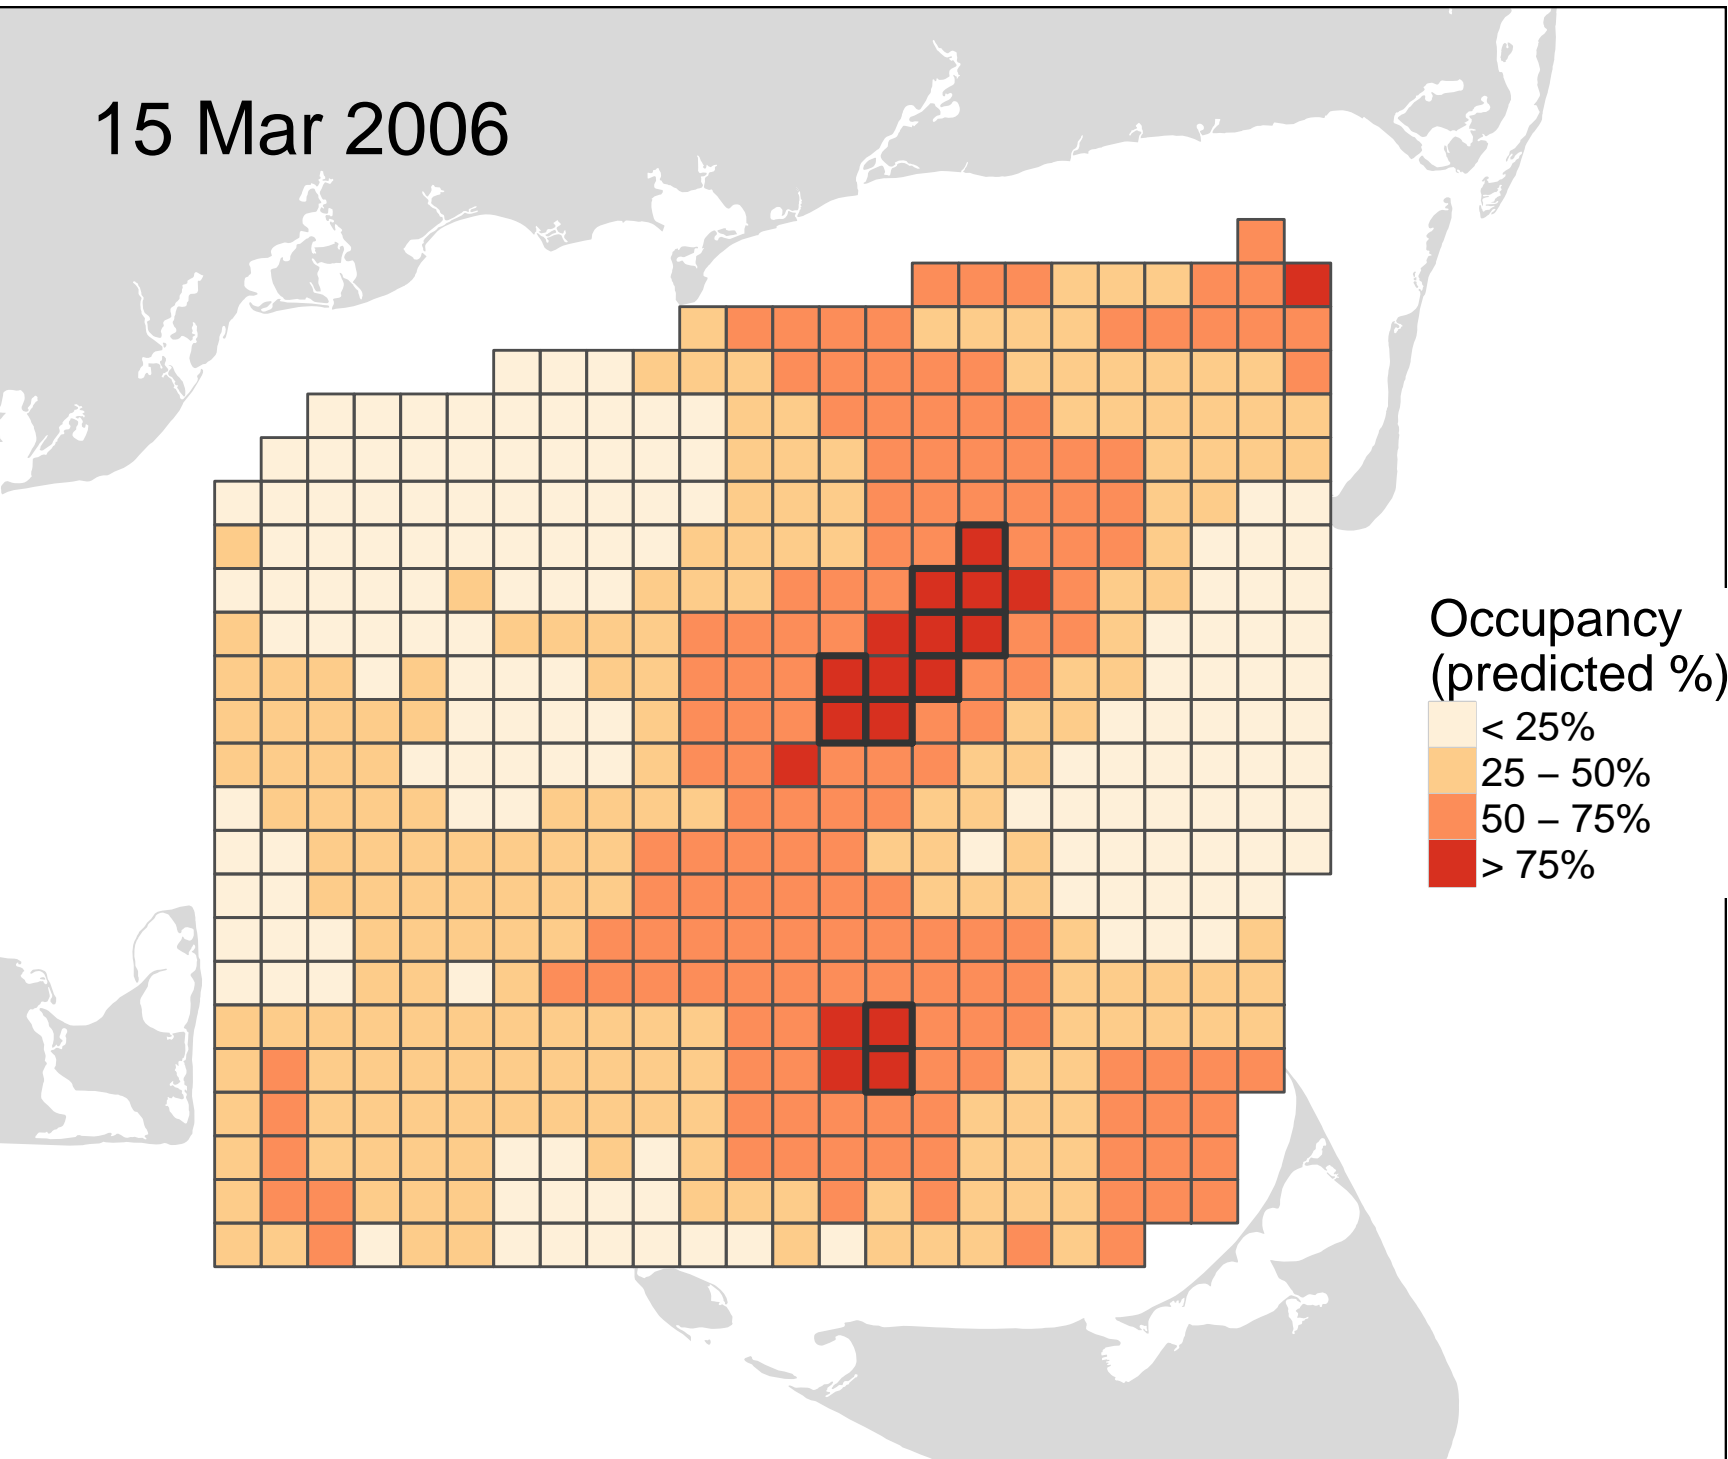 15 Mar 2006
Occupancy
(predicted %)
< 25%
25 – 50%
50 – 75%
> 75%